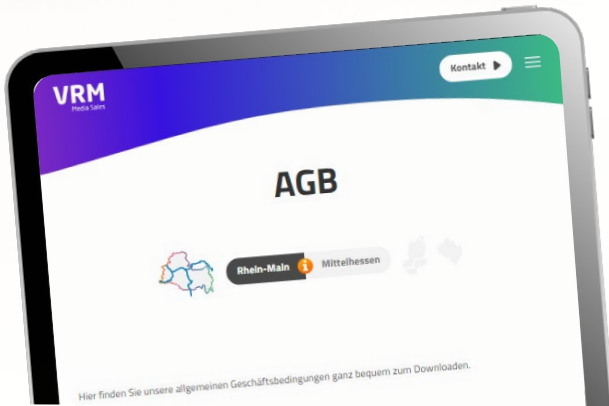 VRM
Media Sales
Kontakt
AGB
Rhein-Main i Mittelhessen
Hier finden Sie unsere allgemeinen Geschäftsbedingungen ganz bequem zum Downloaden.